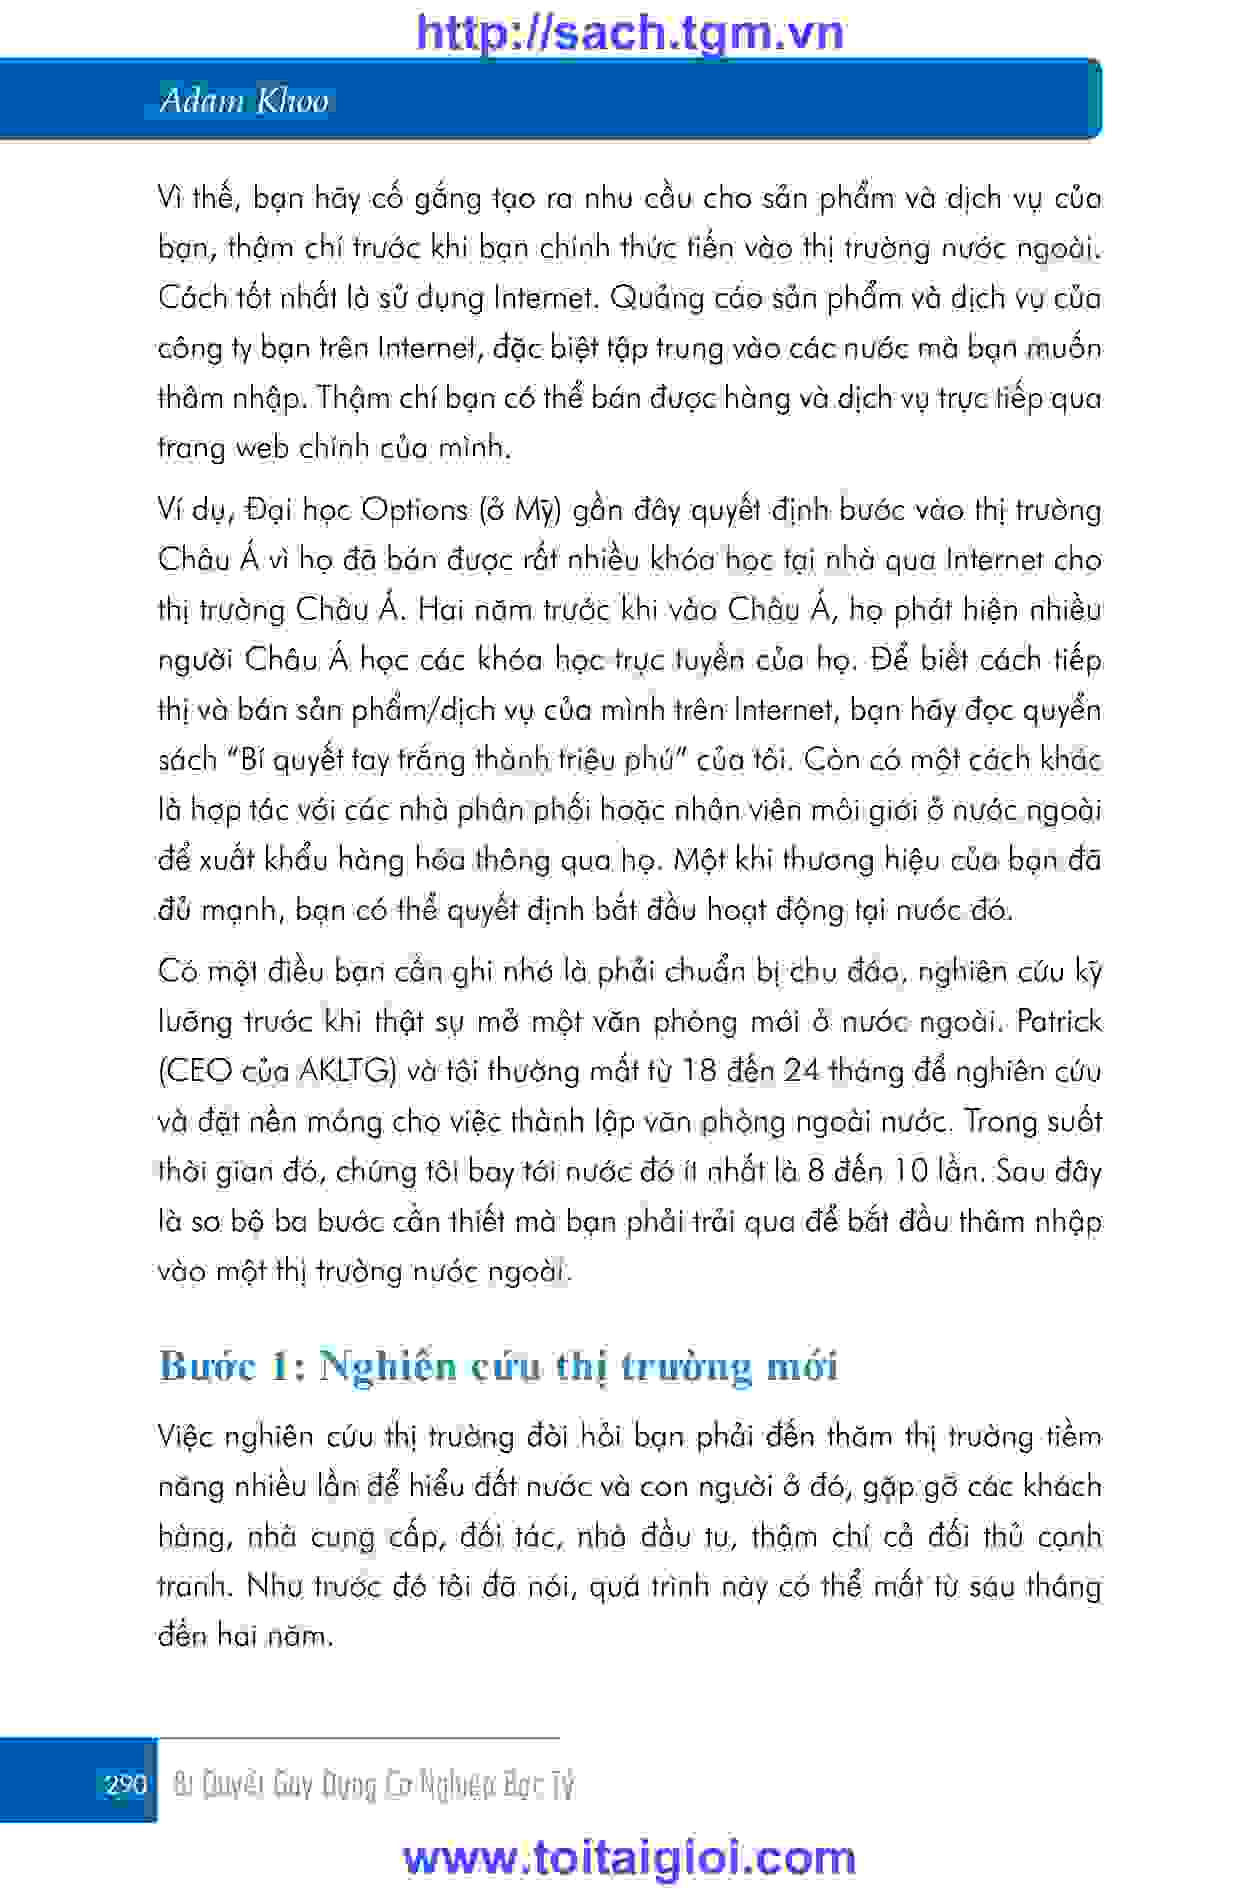 http://sach.tgm.vn
Adam Khoo
Vì thế, bạn hãy cố gắng tạo ra nhu cầu cho sản phẩm và dịch vụ của
bạn, thậm chí trước khi bạn chính thức tiến vào thị trường nước ngoài.
Cách tốt nhất là sử dụng Internet. Quảng cáo sản phẩm và dịch vụ của
công ty bạn trên Internet, đặc biệt tập trung vào các nước mà bạn muốn
thâm nhập. Thậm chí bạn có thể bán được hàng và dịch vụ trực tiếp qua
trang web chính của mình.
Ví dụ, Đại học Options (ở Mỹ) gần đây quyết định bước vào thị trường
Châu Á vì họ đã bán được rất nhiều khóa học tại nhà qua Internet cho
thị trường Châu Á. Hai năm trước khi vào Châu Á, họ phát hiện nhiều
người Châu Á học các khóa học trực tuyến của họ. Để biết cách tiếp
thị và bán sản phẩm/dịch vụ của mình trên Internet, bạn hãy đọc quyển
sách “Bí quyết tay trắng thành triệu phú” của tôi. Còn có một cách khác
là hợp tác với các nhà phân phối hoặc nhân viên môi giới ở nước ngoài
để xuất khẩu hàng hóa thông qua họ. Một khi thương hiệu của bạn đã
đủ mạnh, bạn có thể quyết định bắt đầu hoạt động tại nước đó.
Có một điều bạn cần ghi nhớ là phải chuẩn bị chu đáo, nghiên cứu kỹ
lưỡng trước khi thật sự mở một văn phòng mới ở nước ngoài. Patrick
(CEO của AKLTG) và tôi thường mất từ 18 đến 24 tháng để nghiên cứu
và đặt nền móng cho việc thành lập văn phòng ngoài nước. Trong suốt
thời gian đó, chúng tôi bay tới nước đó ít nhất là 8 đến 10 lần. Sau đây
là sơ bộ ba bước cần thiết mà bạn phải trải qua để bắt đầu thâm nhập
vào một thị trường nước ngoài.
Bước 1: Nghiên cứu thị trường mới
Việc nghiên cứu thị trường đòi hỏi bạn phải đến thăm thị trường tiềm
năng nhiều lần để hiểu đất nước và con người ở đó, gặp gỡ các khách
hàng, nhà cung cấp, đối tác, nhà đầu tư, thậm chí cả đối thủ cạnh
tranh. Như trước đó tôi đã nói, quá trình này có thể mất từ sáu tháng
đến hai năm.
290 Bí Quyết Gây Dựng Cơ Nghiệp Bạc Tỷ
www.toitaigioi.com